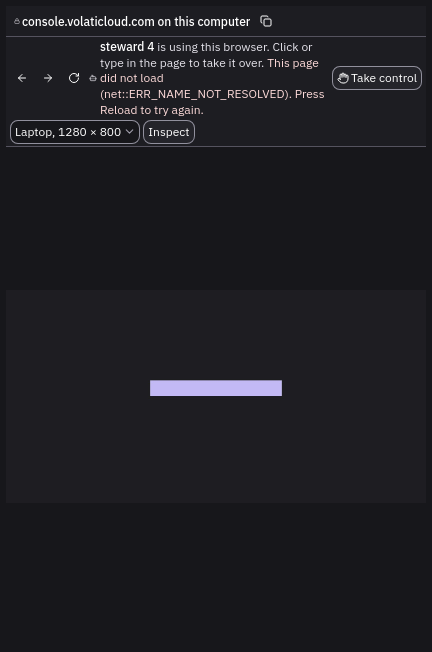 console.volaticloud.com on this computer
steward 4 is using this browser. Click or
type in the page to take it over. This page
did not load
(net::ERR_NAME_NOT_RESOLVED). Press
Reload to try again.
Take control
Laptop, 1280 × 800
Inspect